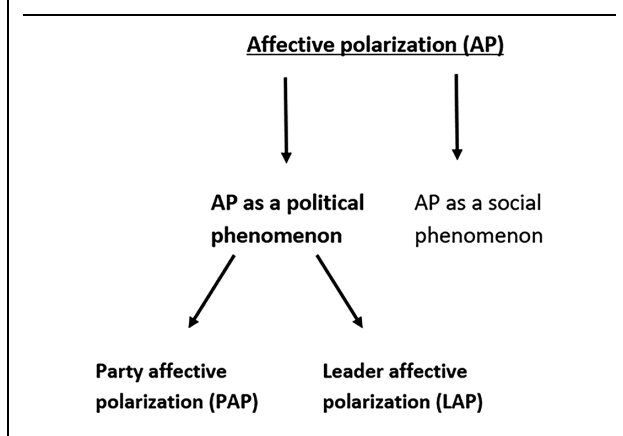 Affective polarization (AP)
AP as a political
phenomenon
AP as a social
phenomenon
Party affective
polarization (PAP)
Leader affective
polarization (LAP)